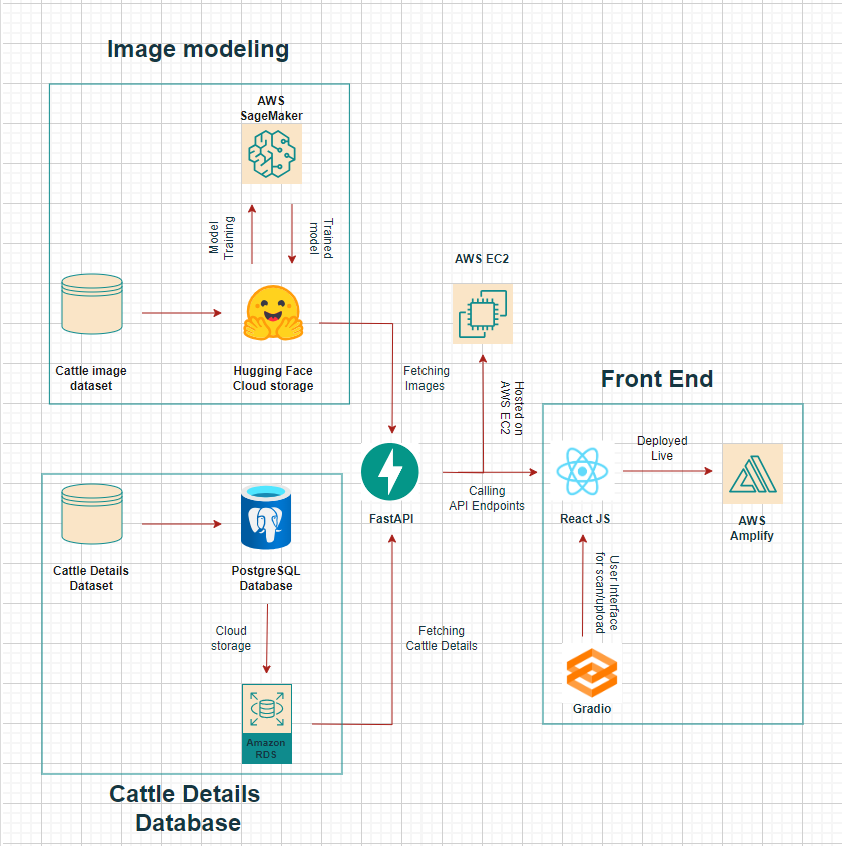 Image modeling
AWS
SageMaker
Model
Training
Trained
model
Cattle image
dataset
Hugging Face
Cloud storage
AWS EC2
Fetching
Images
Hosted on
AWS EC2
Front End
FastAPI
Calling
API Endpoints
React JS
Deployed
Live
AWS
Amplify
Cattle Details
Dataset
PostgreSQL
Database
Cloud
storage
Fetching
Cattle Details
User Interface
for scan/upload
Gradio
Amazon
RDS
Cattle Details
Database